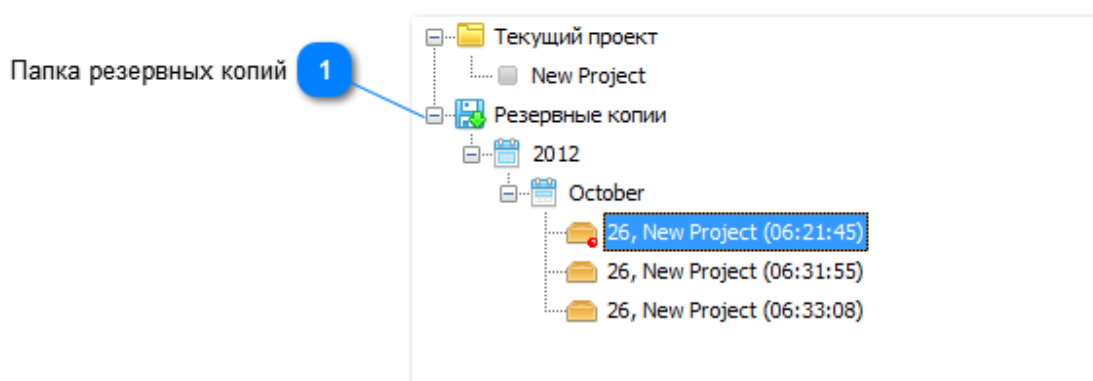 Текущий проект
Папка резервных копий 1
New Project
Резервные копии
2012
October
26, New Project (06:21:45)
26, New Project (06:31:55)
26, New Project (06:33:08)